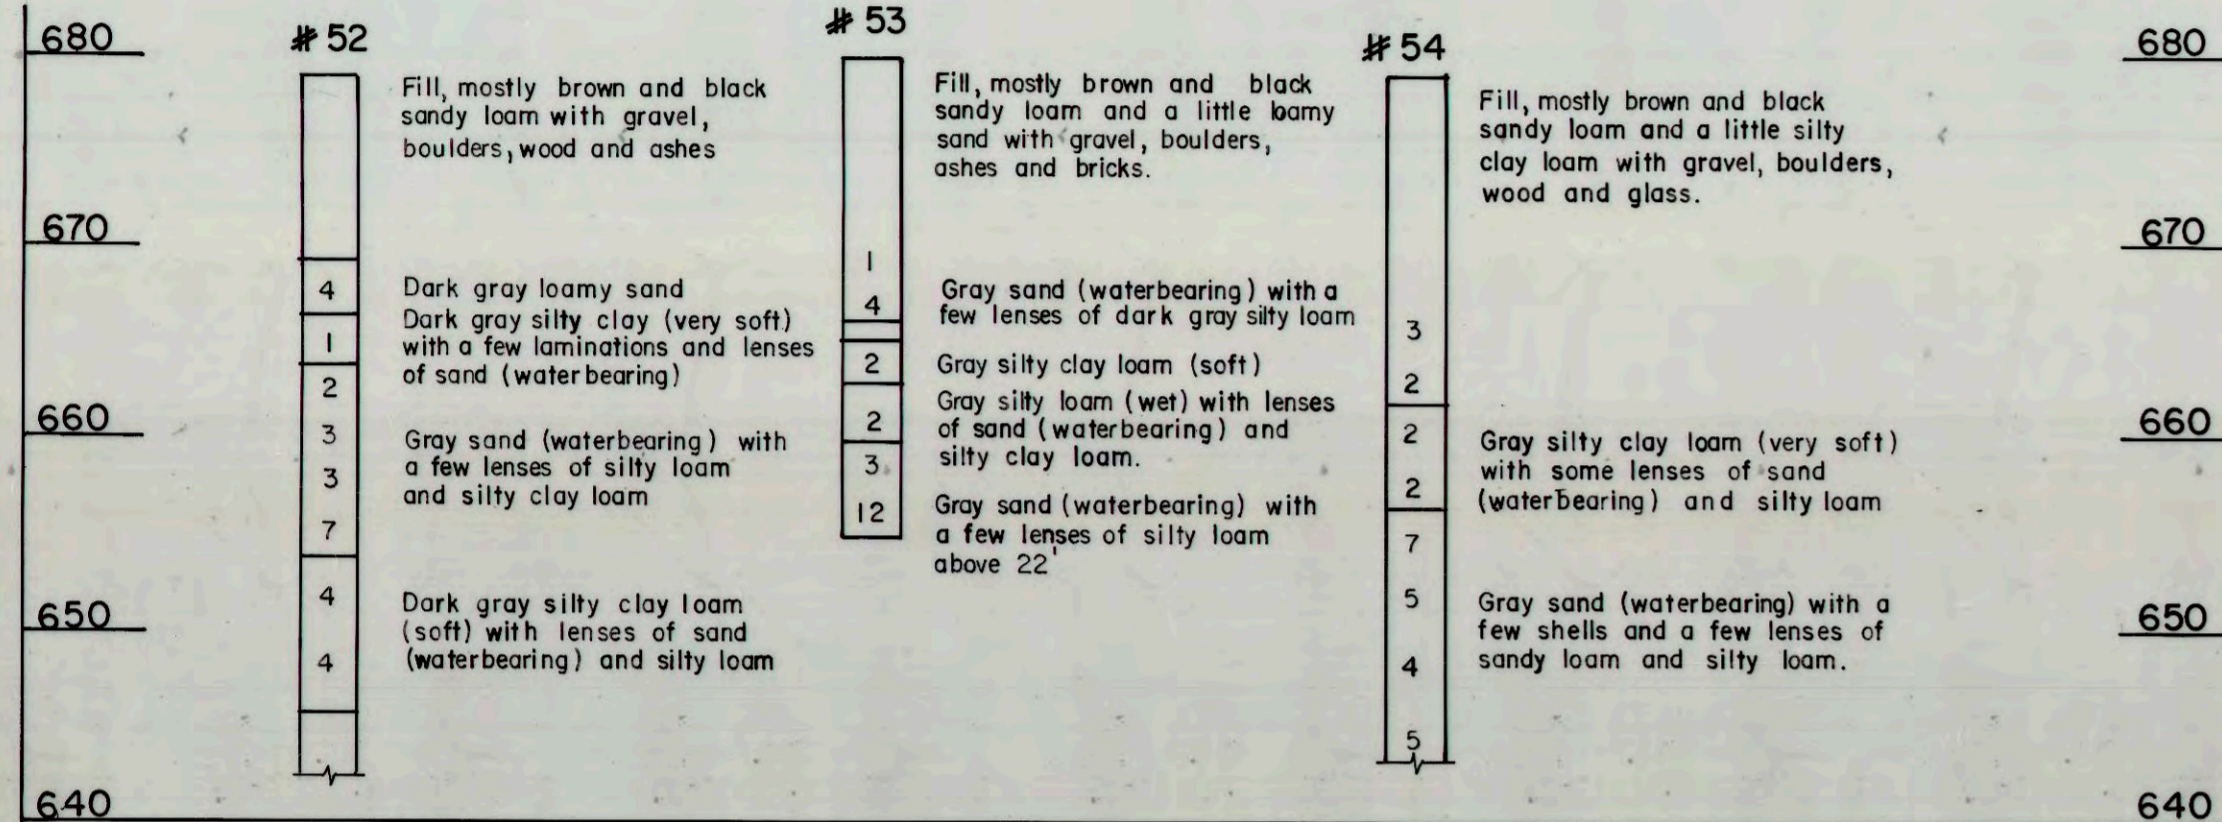 680
670
660
650
640
# 52
Fill, mostly brown and black
sandy loam with gravel,
boulders, wood and ashes
4
Dark gray loamy sand
1
Dark gray silty clay (very soft)
with a few laminations and lenses
of sand (waterbearing)
2
3
3
7
Gray sand (waterbearing) with
a few lenses of silty loam
and silty clay loam
4
4
Dark gray silty clay loam
(soft) with lenses of sand
(waterbearing) and silty loam
# 53
Fill, mostly brown and black
sandy loam and a little loamy
sand with gravel, boulders,
ashes and bricks.
1
4
Gray sand (waterbearing) with a
few lenses of dark gray silty loam
2
Gray silty clay loam (soft)
2
Gray silty loam (wet) with lenses
of sand (waterbearing) and
silty clay loam.
3
12
Gray sand (waterbearing) with
a few lenses of silty loam
above 22'
# 54
Fill, mostly brown and black
sandy loam and a little silty
clay loam with gravel, boulders,
wood and glass.
3
2
2
2
Gray silty clay loam (very soft)
with some lenses of sand
(waterbearing) and silty loam
7
5
4
5
Gray sand (waterbearing) with a
few shells and a few lenses of
sandy loam and silty loam.
680
670
660
650
640